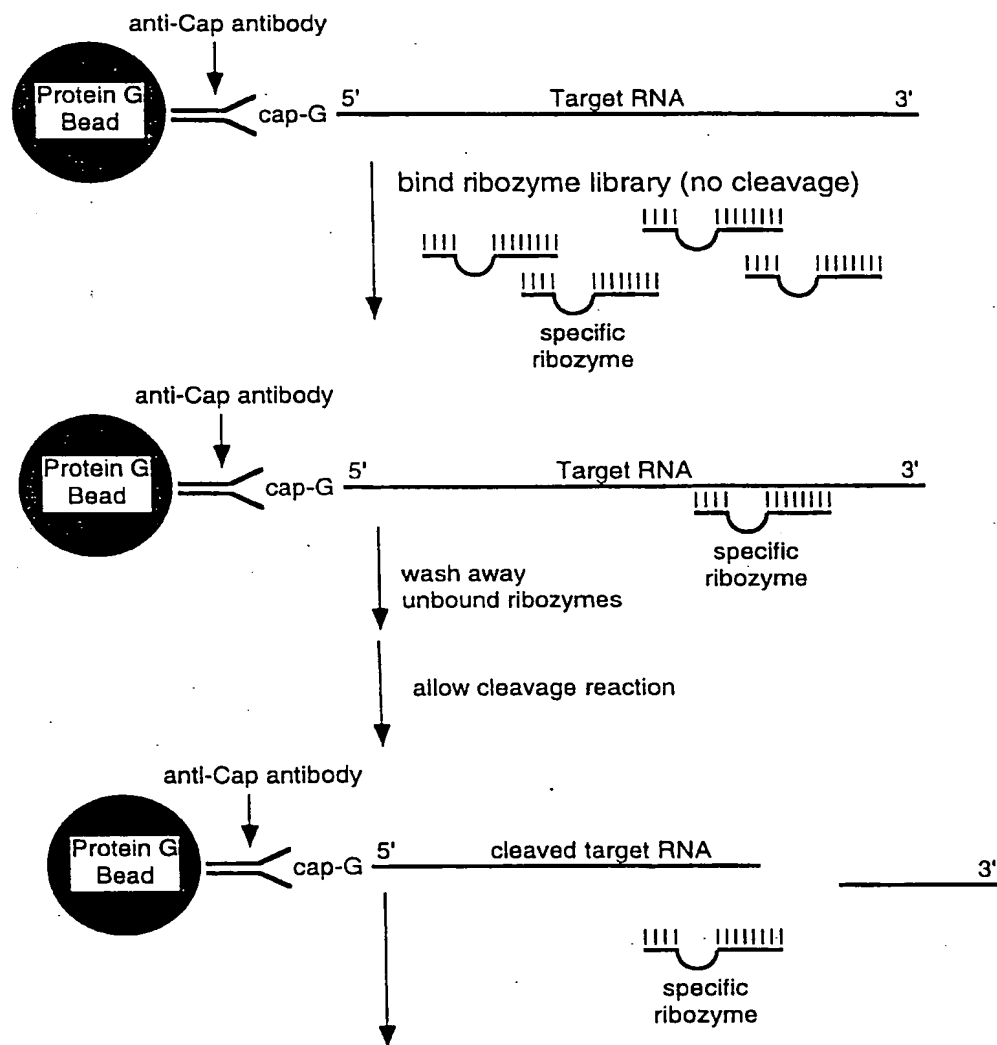 anti-Cap antibody
Protein G
Bead
cap-G
5'
Target RNA
3'
bind ribozyme library (no cleavage)
specific
ribozyme
anti-Cap antibody
Protein G
Bead
cap-G
5'
Target RNA
3'
specific
ribozyme
wash away
unbound ribozymes
allow cleavage reaction
anti-Cap antibody
Protein G
Bead
cap-G
5'
cleaved target RNA
3'
specific
ribozyme